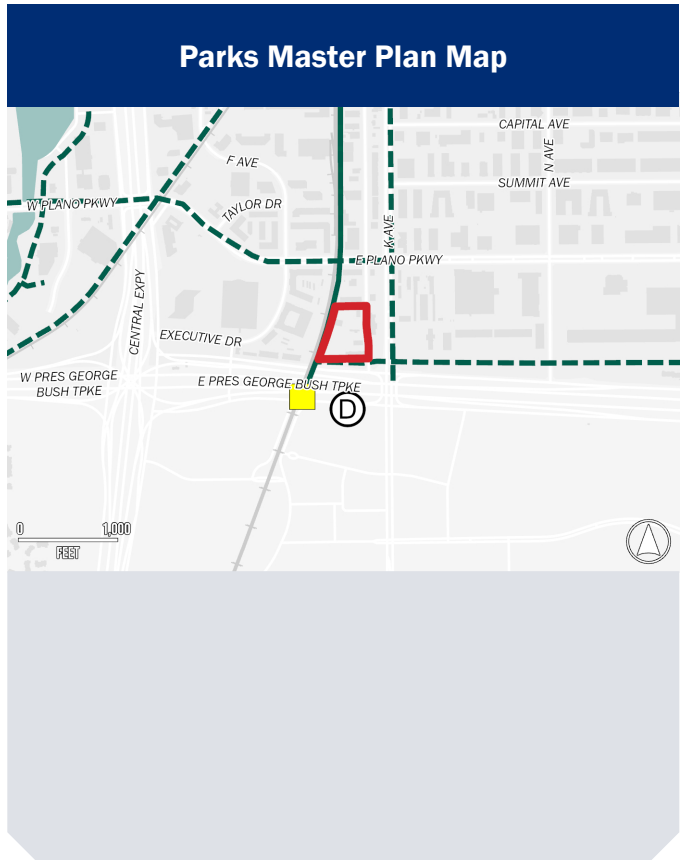 Parks Master Plan Map
CAPITAL AVE
N AVE
F AVE
SUMMIT AVE
W PLANO PKWY
TAYLOR DR
K AVE
E PLANO PKWY
CENTRAL EXPY
EXECUTIVE DR
W PRES GEORGE
BUSH TPKE
E PRES GEORGE BUSH TPKE
D
0 1,000
FEET